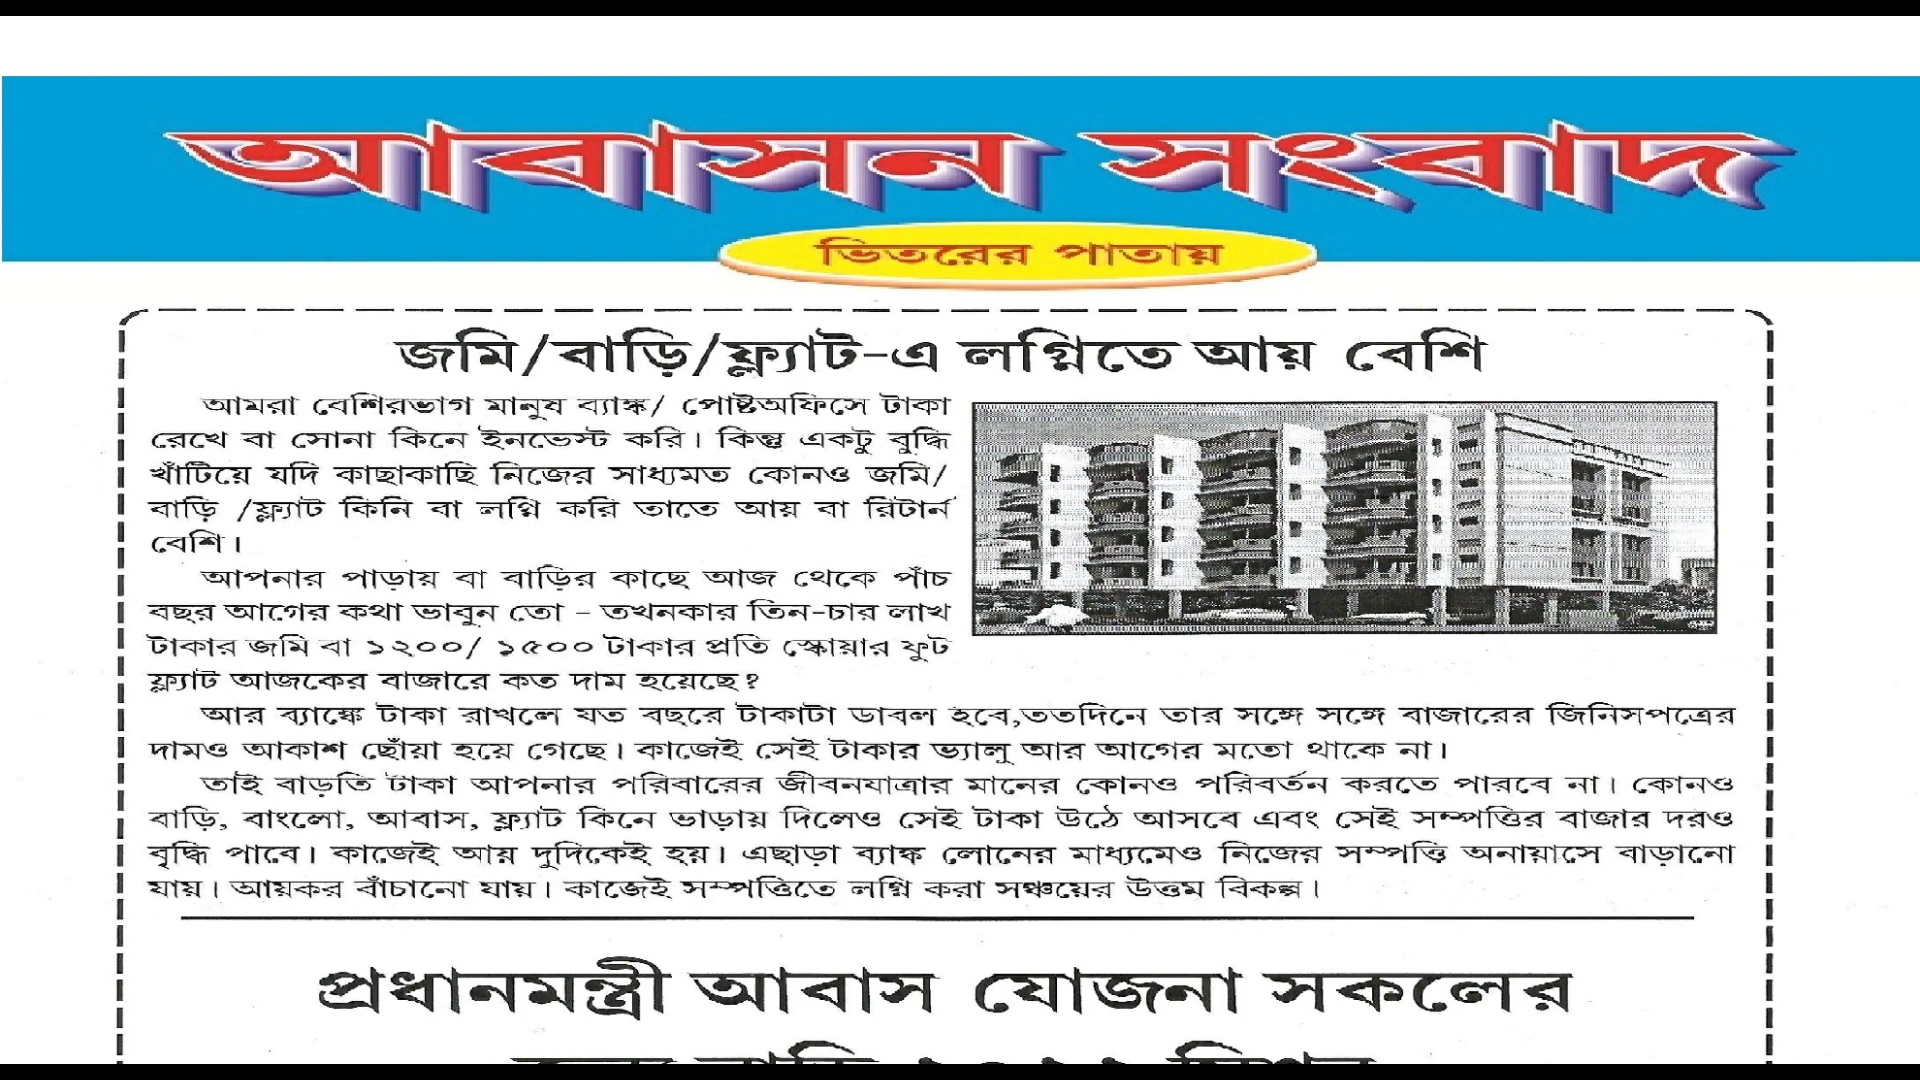 আবাসন সংবাদ
ভিতরের পাতায়
জমি/বাড়ি/ফ্ল্যাট-এ লগ্নিতে আয় বেশি
আমরা বেশিরভাগ মানুষ ব্যাঙ্ক/ পোষ্টঅফিসে টাকা
রেখে বা সোনা কিনে ইনভেস্ট করি। কিন্তু একটু বুদ্ধি
খাঁটিয়ে যদি কাছাকাছি নিজের সাধ্যমত কোনও জমি/
বাড়ি /ফ্ল্যাট কিনি বা লগ্নি করি তাতে আয় বা রিটার্ন
বেশি।
আপনার পাড়ায় বা বাড়ির কাছে আজ থেকে পাঁচ
বছর আগের কথা ভাবুন তো - তখনকার তিন-চার লাখ
টাকার জমি বা ১২০০/ ১৫০০ টাকার প্রতি স্কোয়ার ফুট
ফ্ল্যাট আজকের বাজারে কত দাম হয়েছে?
আর ব্যাঙ্কে টাকা রাখলে যত বছরে টাকাটা ডাবল হবে,ততদিনে তার সঙ্গে সঙ্গে বাজারের জিনিসপত্রের
দামও আকাশ ছোঁয়া হয়ে গেছে। কাজেই সেই টাকার ভ্যালু আর আগের মতো থাকে না।
তাই বাড়তি টাকা আপনার পরিবারের জীবনযাত্রার মানের কোনও পরিবর্তন করতে পারবে না। কোনও
বাড়ি, বাংলো, আবাস, ফ্ল্যাট কিনে ভাড়ায় দিলেও সেই টাকা উঠে আসবে এবং সেই সম্পত্তির বাজার দরও
বৃদ্ধি পাবে। কাজেই আয় দুদিকেই হয়। এছাড়া ব্যাঙ্ক লোনের মাধ্যমেও নিজের সম্পত্তি অনায়াসে বাড়ানো
যায়। আয়কর বাঁচানো যায়। কাজেই সম্পত্তিতে লগ্নি করা সঞ্চয়ের উত্তম বিকল্প।
প্রধানমন্ত্রী আবাস যোজনা সকলের